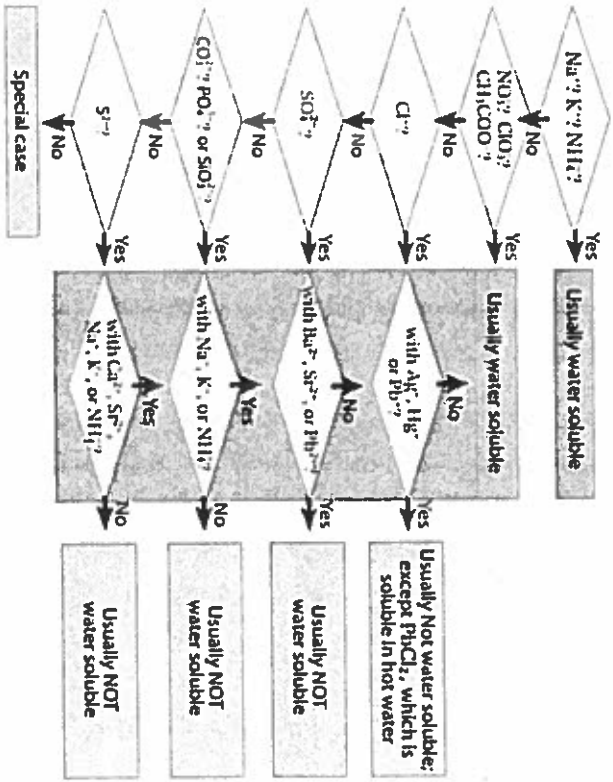 Na⁺? K⁺? NH₄⁺?
Yes
Usually water soluble
No
NO₃⁻? ClO₃⁻?
CH₃COO⁻?
Yes
Usually water soluble
No
Cl⁻?
Yes
with Ag⁺, Hg⁺
or Pb²⁺?
No
Yes
Usually Not water soluble;
except PbCl₂, which is
soluble in hot water
No
SO₄²⁻?
Yes
with Ba²⁺, Sr²⁺, or Pb²⁺?
No
Yes
Usually NOT
water soluble
No
CO₃²⁻? PO₄³⁻? or SiO₃²⁻?
Yes
with Na⁺, K⁺, or NH₄⁺?
Yes
No
Usually NOT
water soluble
No
S²⁻?
Yes
with Ca²⁺, Sr²⁺,
Na⁺, K⁺, or NH₄⁺?
Yes
No
Usually NOT
water soluble
No
Special case